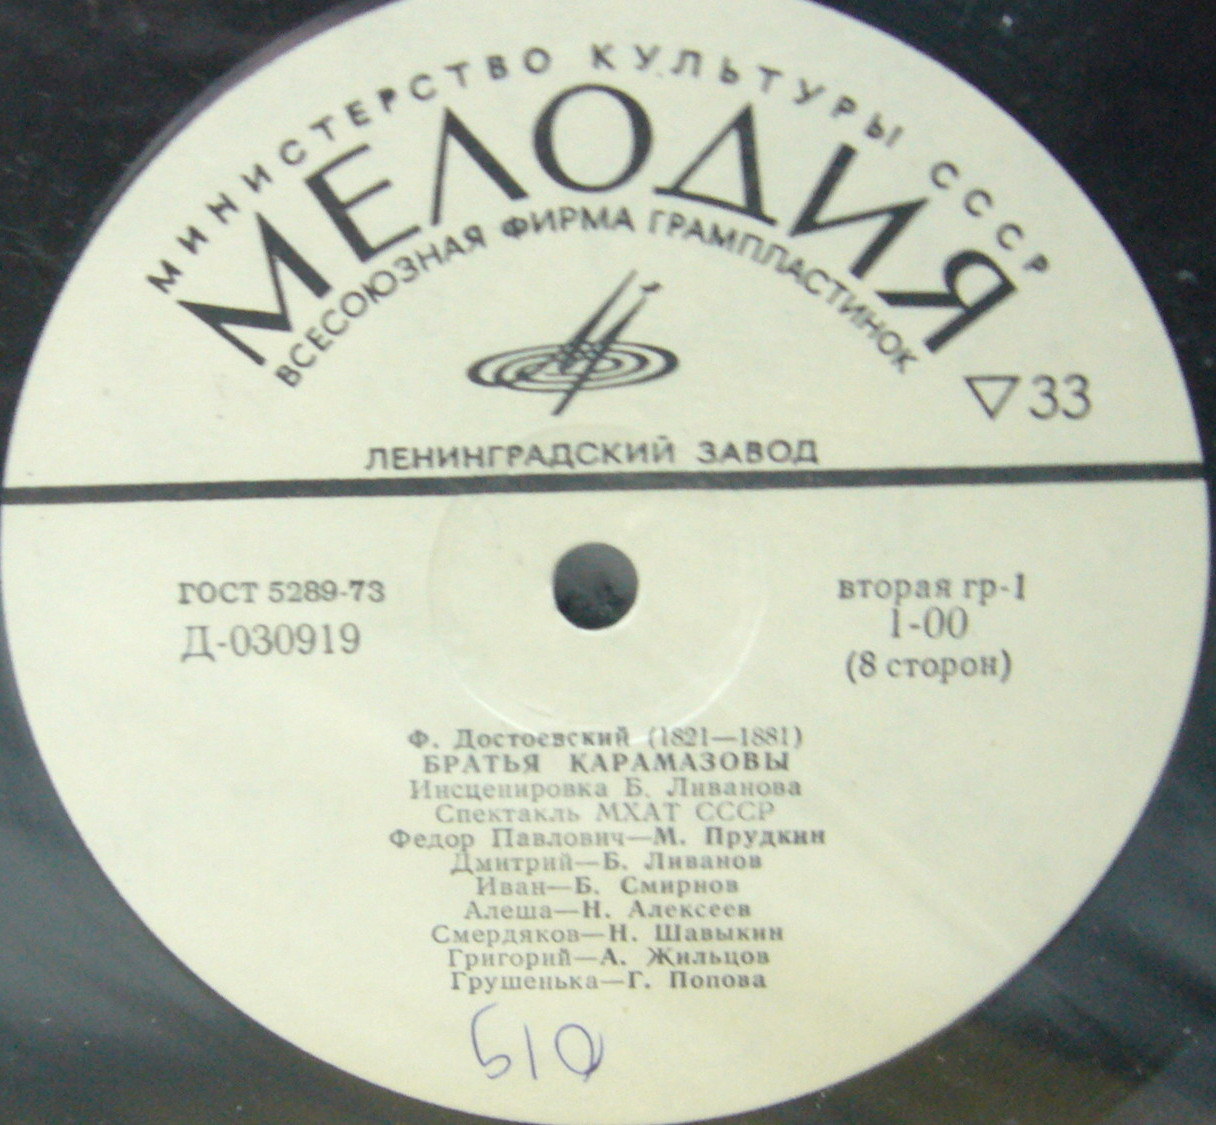 МИНИСТЕРСТВО КУЛЬТУРЫ СССР
МЕЛОДИЯ
ВСЕСОЮЗНАЯ ФИРМА ГРАМПЛАСТИНОК
▽33
ЛЕНИНГРАДСКИЙ ЗАВОД
ГОСТ 5289-73
Д-030919
вторая гр-1
1-00
(8 сторон)
Ф. Достоевский (1821—1881)
БРАТЬЯ КАРАМАЗОВЫ
Инсценировка Б. Ливанова
Спектакль МХАТ СССР
Федор Павлович—М. Прудкин
Дмитрий—Б. Ливанов
Иван—Б. Смирнов
Алеша—Н. Алексеев
Смердяков—Н. Шавыкин
Григорий—А. Жильцов
Грушенька—Г. Попова
510